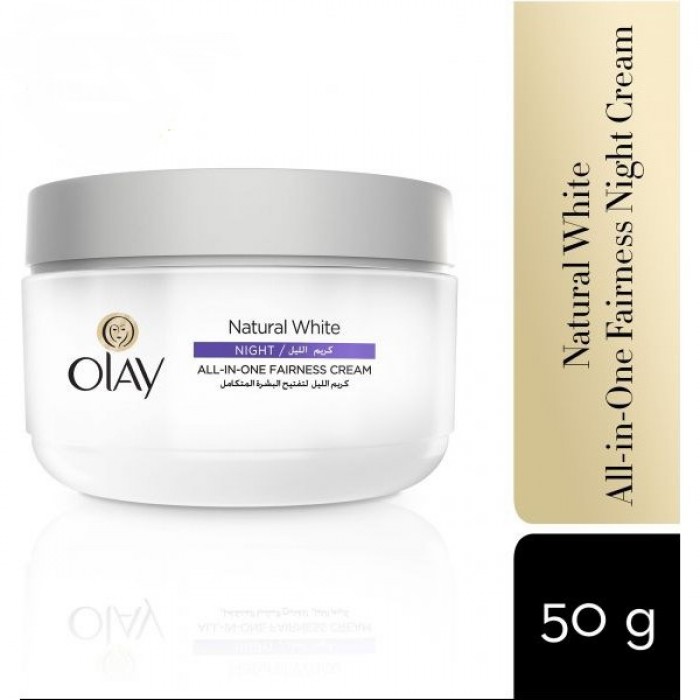 OLAY
Natural White
NIGHT / كريم الليل
ALL-IN-ONE FAIRNESS CREAM
كريم الليل لتفتيح البشرة المتكامل
Natural White
All-in-One Fairness Night Cream
50 g